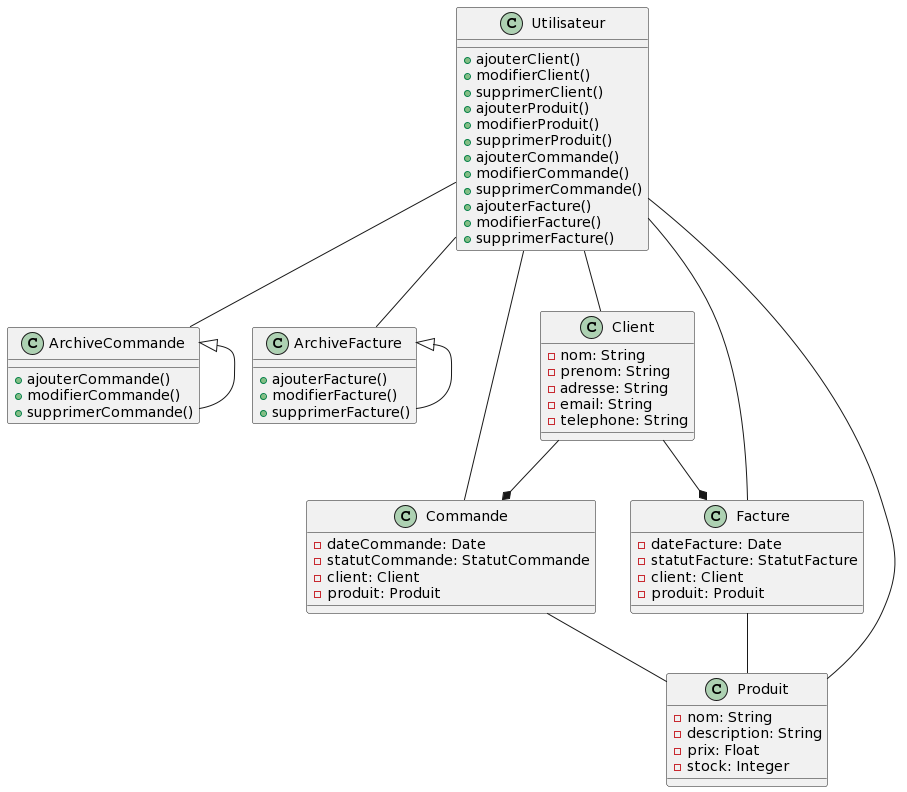 C Utilisateur
ajouterClient()
modifierClient()
supprimerClient()
ajouterProduit()
modifierProduit()
supprimerProduit()
ajouterCommande()
modifierCommande()
supprimerCommande()
ajouterFacture()
modifierFacture()
supprimerFacture()
C ArchiveCommande
ajouterCommande()
modifierCommande()
supprimerCommande()
C ArchiveFacture
ajouterFacture()
modifierFacture()
supprimerFacture()
C Client
nom: String
prenom: String
adresse: String
email: String
telephone: String
C Commande
dateCommande: Date
statutCommande: StatutCommande
client: Client
produit: Produit
C Facture
dateFacture: Date
statutFacture: StatutFacture
client: Client
produit: Produit
C Produit
nom: String
description: String
prix: Float
stock: Integer